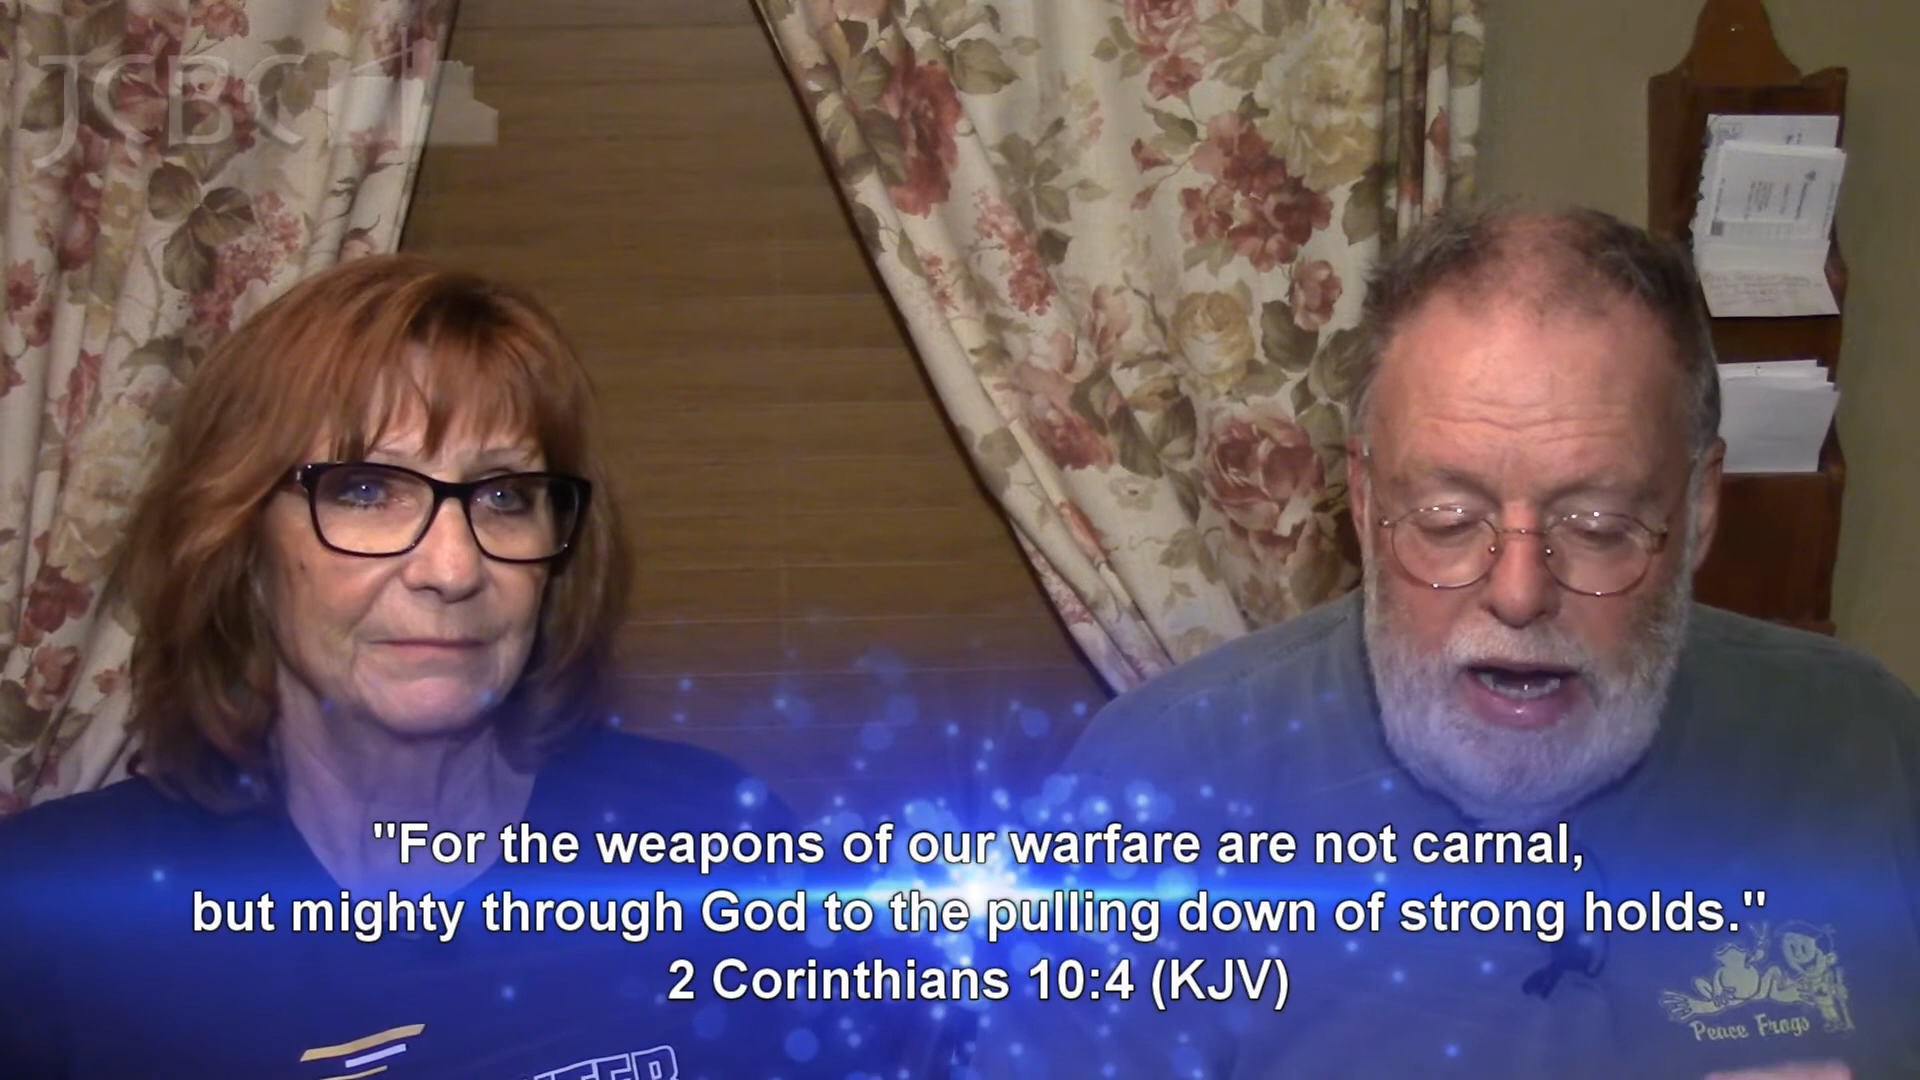 JCBC
"For the weapons of our warfare are not carnal,
but mighty through God to the pulling down of strong holds."
2 Corinthians 10:4 (KJV)
Peace Frogs